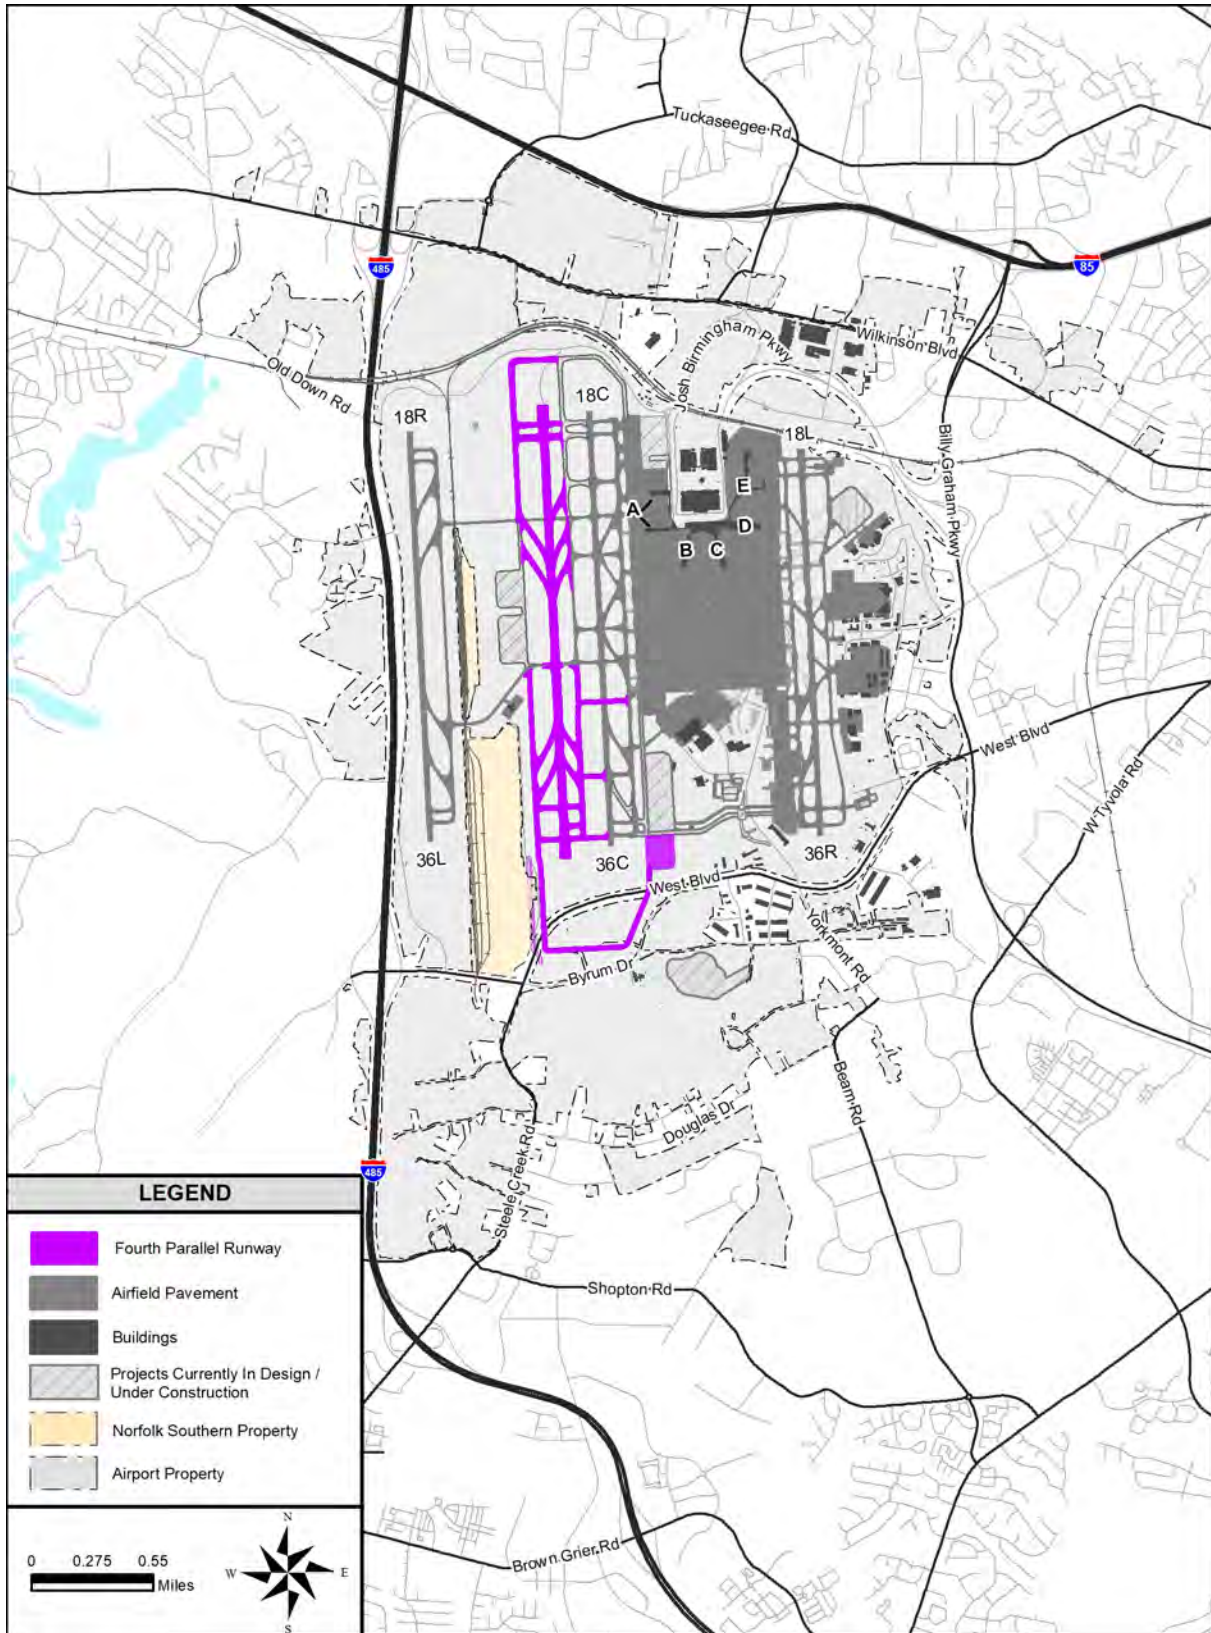 Tuckaseegee Rd
485
85
Wilkinson Blvd
osh Birmingham Pkwy
Old Down Rd
18R
18C
18L
Billy Graham Pkwy
E
A
D
B
C
West Blvd
W Tyvola Rd
36L
36C
36R
West Blvd
Yorkmont Rd
Byrum Dr
Beam Rd
Douglas Dr
Steele Creek Rd
485
Shopton Rd
Brown Grier Rd
LEGEND
Fourth Parallel Runway
Airfield Pavement
Buildings
Projects Currently In Design /
Under Construction
Norfolk Southern Property
Airport Property
0 0.275 0.55
Miles
N
W E
S